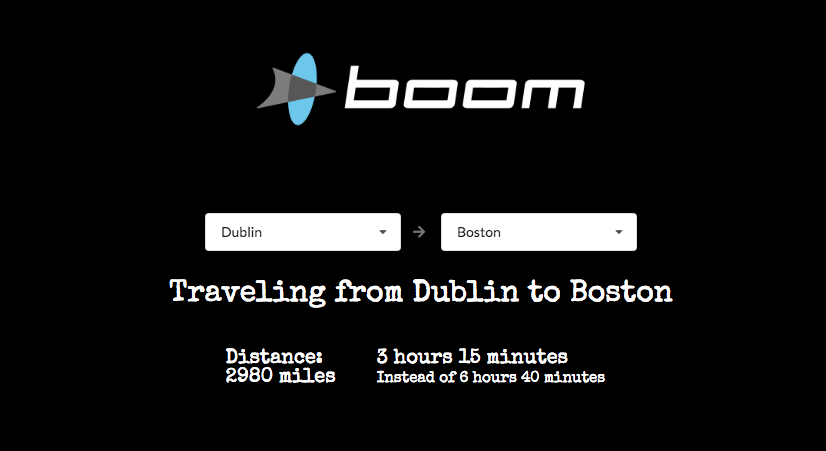 boom
Dublin
Boston
Traveling from Dublin to Boston
Distance:
2980 miles
3 hours 15 minutes
Instead of 6 hours 40 minutes